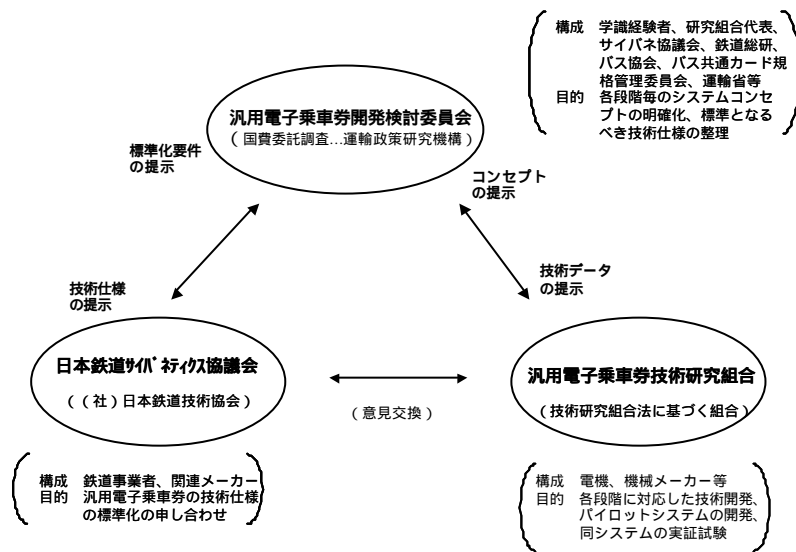 構成 学識経験者、研究組合代表、
サイバネ協議会、鉄道総研、
バス協会、バス共通カード規
格管理委員会、運輸省等
目的 各段階毎のシステムコンセ
プトの明確化、標準となる
べき技術仕様の整理
汎用電子乗車券開発検討委員会
(国費委託調査…運輸政策研究機構)
標準化要件
の提示
コンセプト
の提示
技術仕様
の提示
技術データ
の提示
日本鉄道ｻｲﾊﾞﾈﾃｨｸｽ協議会
((社)日本鉄道技術協会)
(意見交換)
汎用電子乗車券技術研究組合
(技術研究組合法に基づく組合)
構成 鉄道事業者、関連メーカー
目的 汎用電子乗車券の技術仕様
の標準化の申し合わせ
構成 電機、機械メーカー等
目的 各段階に対応した技術開発、
パイロットシステムの開発、
同システムの実証試験